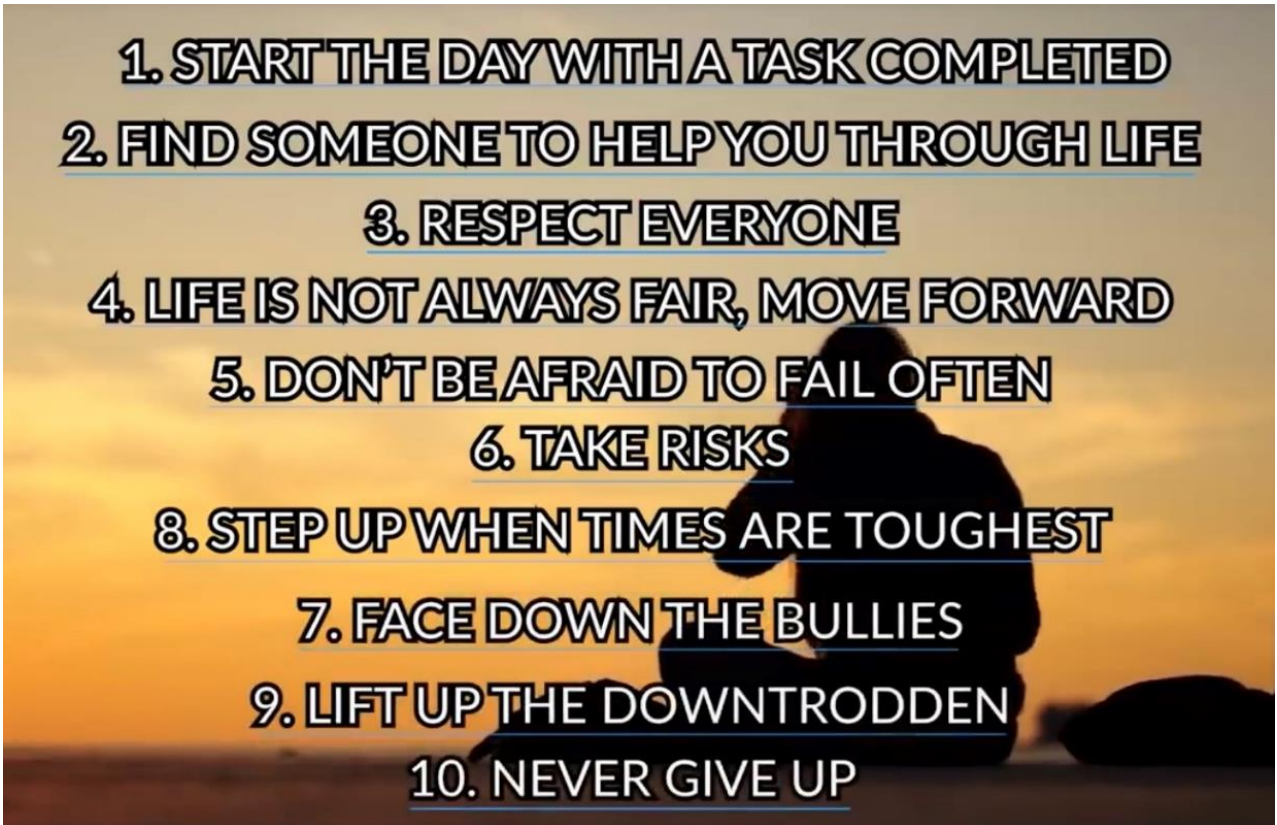 1. START THE DAY WITH A TASK COMPLETED
2. FIND SOMEONE TO HELP YOU THROUGH LIFE
3. RESPECT EVERYONE
4. LIFE IS NOT ALWAYS FAIR, MOVE FORWARD
5. DON'T BE AFRAID TO FAIL OFTEN
6. TAKE RISKS
8. STEP UP WHEN TIMES ARE TOUGHEST
7. FACE DOWN THE BULLIES
9. LIFT UP THE DOWNTRODDEN
10. NEVER GIVE UP